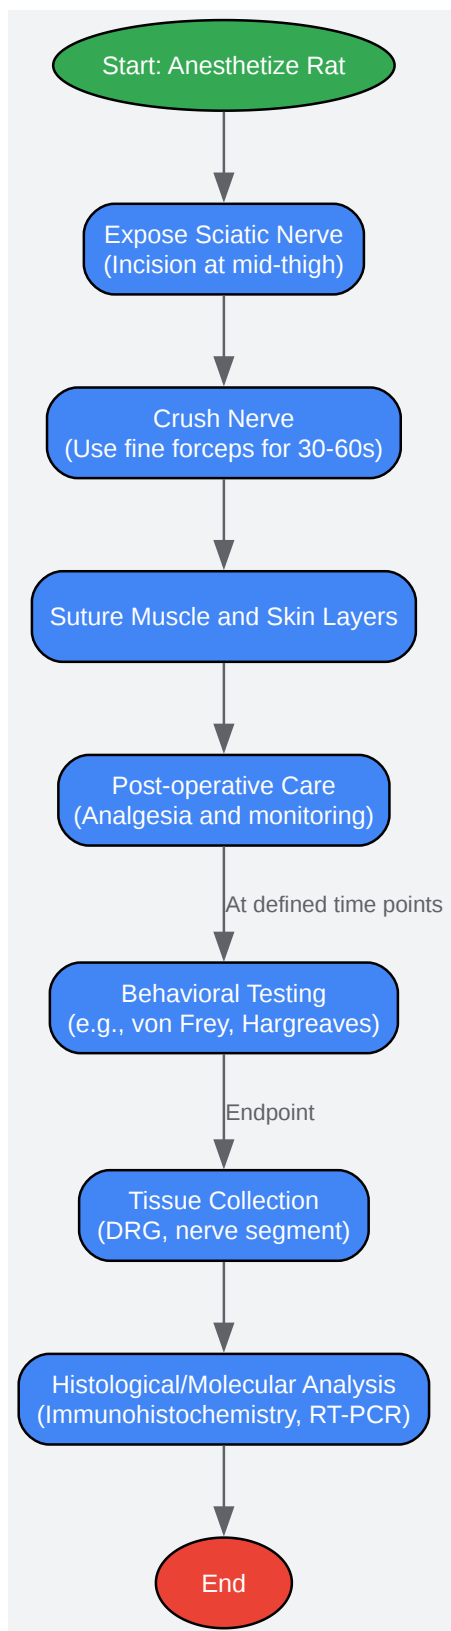 Start: Anesthetize Rat
Expose Sciatic Nerve
(Incision at mid-thigh)
Crush Nerve
(Use fine forceps for 30-60s)
Suture Muscle and Skin Layers
Post-operative Care
(Analgesia and monitoring)
At defined time points
Behavioral Testing
(e.g., von Frey, Hargreaves)
Endpoint
Tissue Collection
(DRG, nerve segment)
Histological/Molecular Analysis
(Immunohistochemistry, RT-PCR)
End